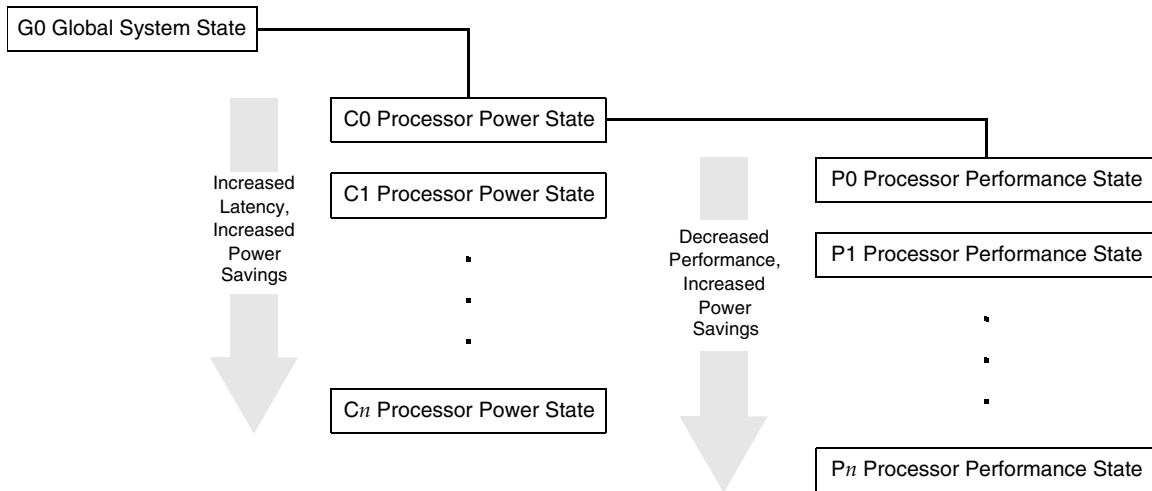 G0 Global System State
C0 Processor Power State
P0 Processor Performance State
Increased
Latency,
Increased
Power
Savings
C1 Processor Power State
Decreased
Performance,
Increased
Power
Savings
P1 Processor Performance State
Cn Processor Power State
Pn Processor Performance State